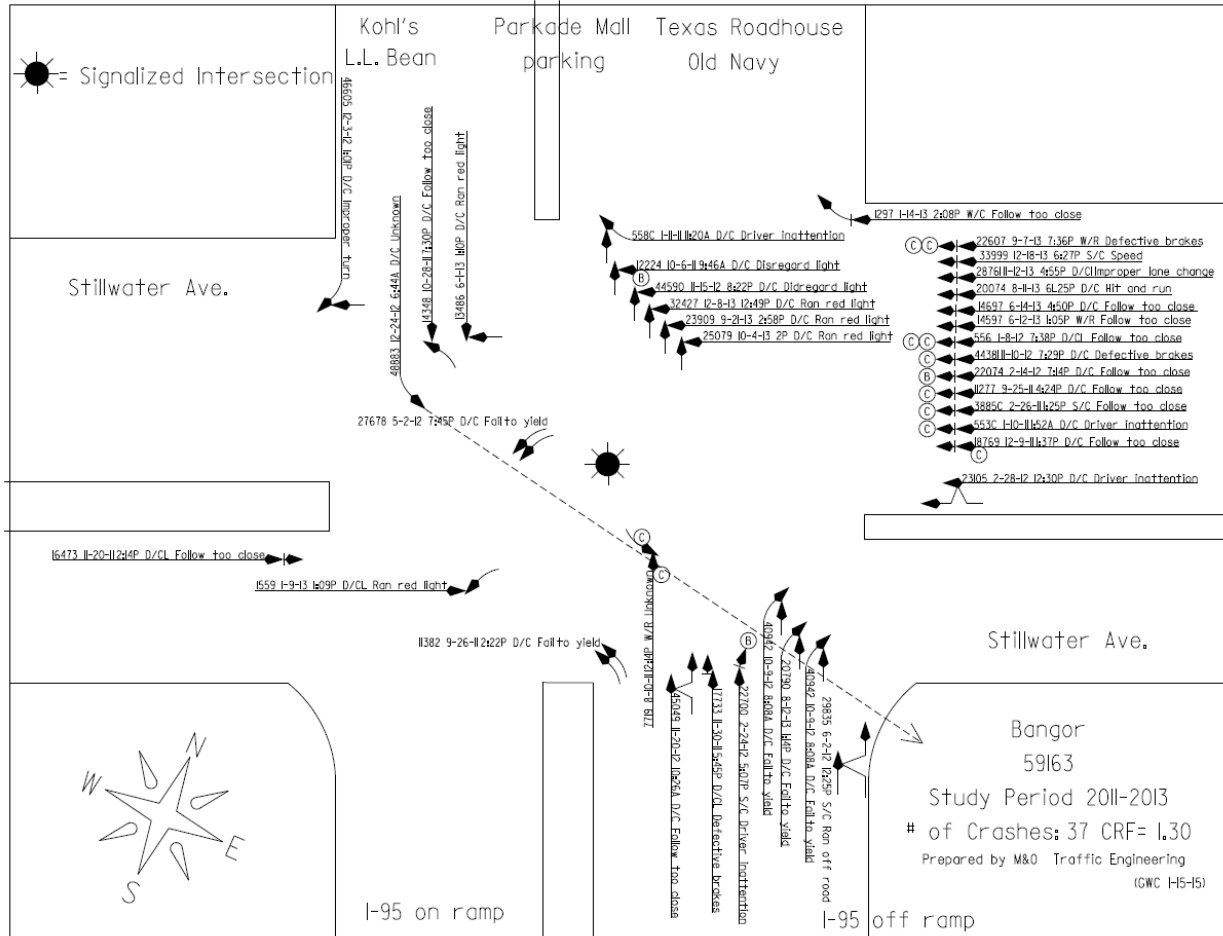 Kohl's
L.L. Bean
Parkade Mall
parking
Texas Roadhouse
Old Navy
= Signalized Intersection
46605 12-3-12 1:01P D/C Improper turn
48883 12-24-12 6:44A D/C Unknown
14348 10-28-11 7:30P D/C Follow too close
13486 6-1-13 1:10P D/C Ran red light
Stillwater Ave.
558C 1-11-11 11:20A D/C Driver inattention
12224 10-6-11 9:46A D/C Disregard light
B
44590 11-15-12 8:22P D/C Disregard light
32427 12-8-13 12:49P D/C Ran red light
23909 9-21-13 2:58P D/C Ran red light
25079 10-4-13 2P D/C Ran red light
1297 1-14-13 2:08P W/C Follow too close
C C 22607 9-7-13 7:36P W/R Defective brakes
33999 12-18-13 6:27P S/C Speed
28761 11-12-13 4:55P D/Cl Improper lane change
20074 8-11-13 6L25P D/C Hit and run
14697 6-14-13 4:50P D/C Follow too close
14597 6-12-13 1:05P W/R Follow too close
C C 556 1-8-12 7:38P D/CL Follow too close
C 44381 11-10-12 7:29P D/C Defective brakes
B 22074 2-14-12 7:14P D/C Follow too close
C 11277 9-25-11 4:24P D/C Follow too close
C 3885C 2-26-11 1:25P S/C Follow too close
C 553C 1-10-11 1:52A D/C Driver inattention
18769 12-9-11 1:37P D/C Follow too close
C
23105 2-28-12 12:30P D/C Driver inattention
27678 5-2-12 7:45P D/C Fail to yield
16473 11-20-11 2:14P D/CL Follow too close
1559 1-9-13 1:09P D/CL Ran red light
11382 9-26-11 2:22P D/C Fail to yield
C
C
7719 8-10-11 12:14P W/R Unknown
45049 11-20-12 10:26A D/C Follow too close
17733 11-30-11 5:45P D/CL Defective brakes
B
22700 2-24-12 5:07P S/C Driver inattention
40942 10-9-12 8:08A D/C Fail to yield
20790 8-12-13 1:14P D/C Fail to yield
40942 10-9-12 8:08A D/C Fail to yield
29835 6-2-12 12:25P S/C Ran off road
Stillwater Ave.
N
W
E
S
I-95 on ramp
I-95 off ramp
Bangor
59163
Study Period 2011-2013
# of Crashes: 37 CRF= 1.30
Prepared by M&O Traffic Engineering
(GWC 1-15-15)